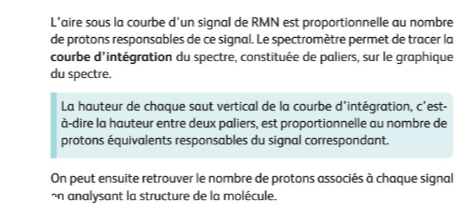 L'aire sous la courbe d'un signal de RMN est proportionnelle au nombre
de protons responsables de ce signal. Le spectromètre permet de tracer la
courbe d'intégration du spectre, constituée de paliers, sur le graphique
du spectre.
La hauteur de chaque saut vertical de la courbe d'intégration, c'est-
à-dire la hauteur entre deux paliers, est proportionnelle au nombre de
protons équivalents responsables du signal correspondant.
On peut ensuite retrouver le nombre de protons associés à chaque signal
en analysant la structure de la molécule.